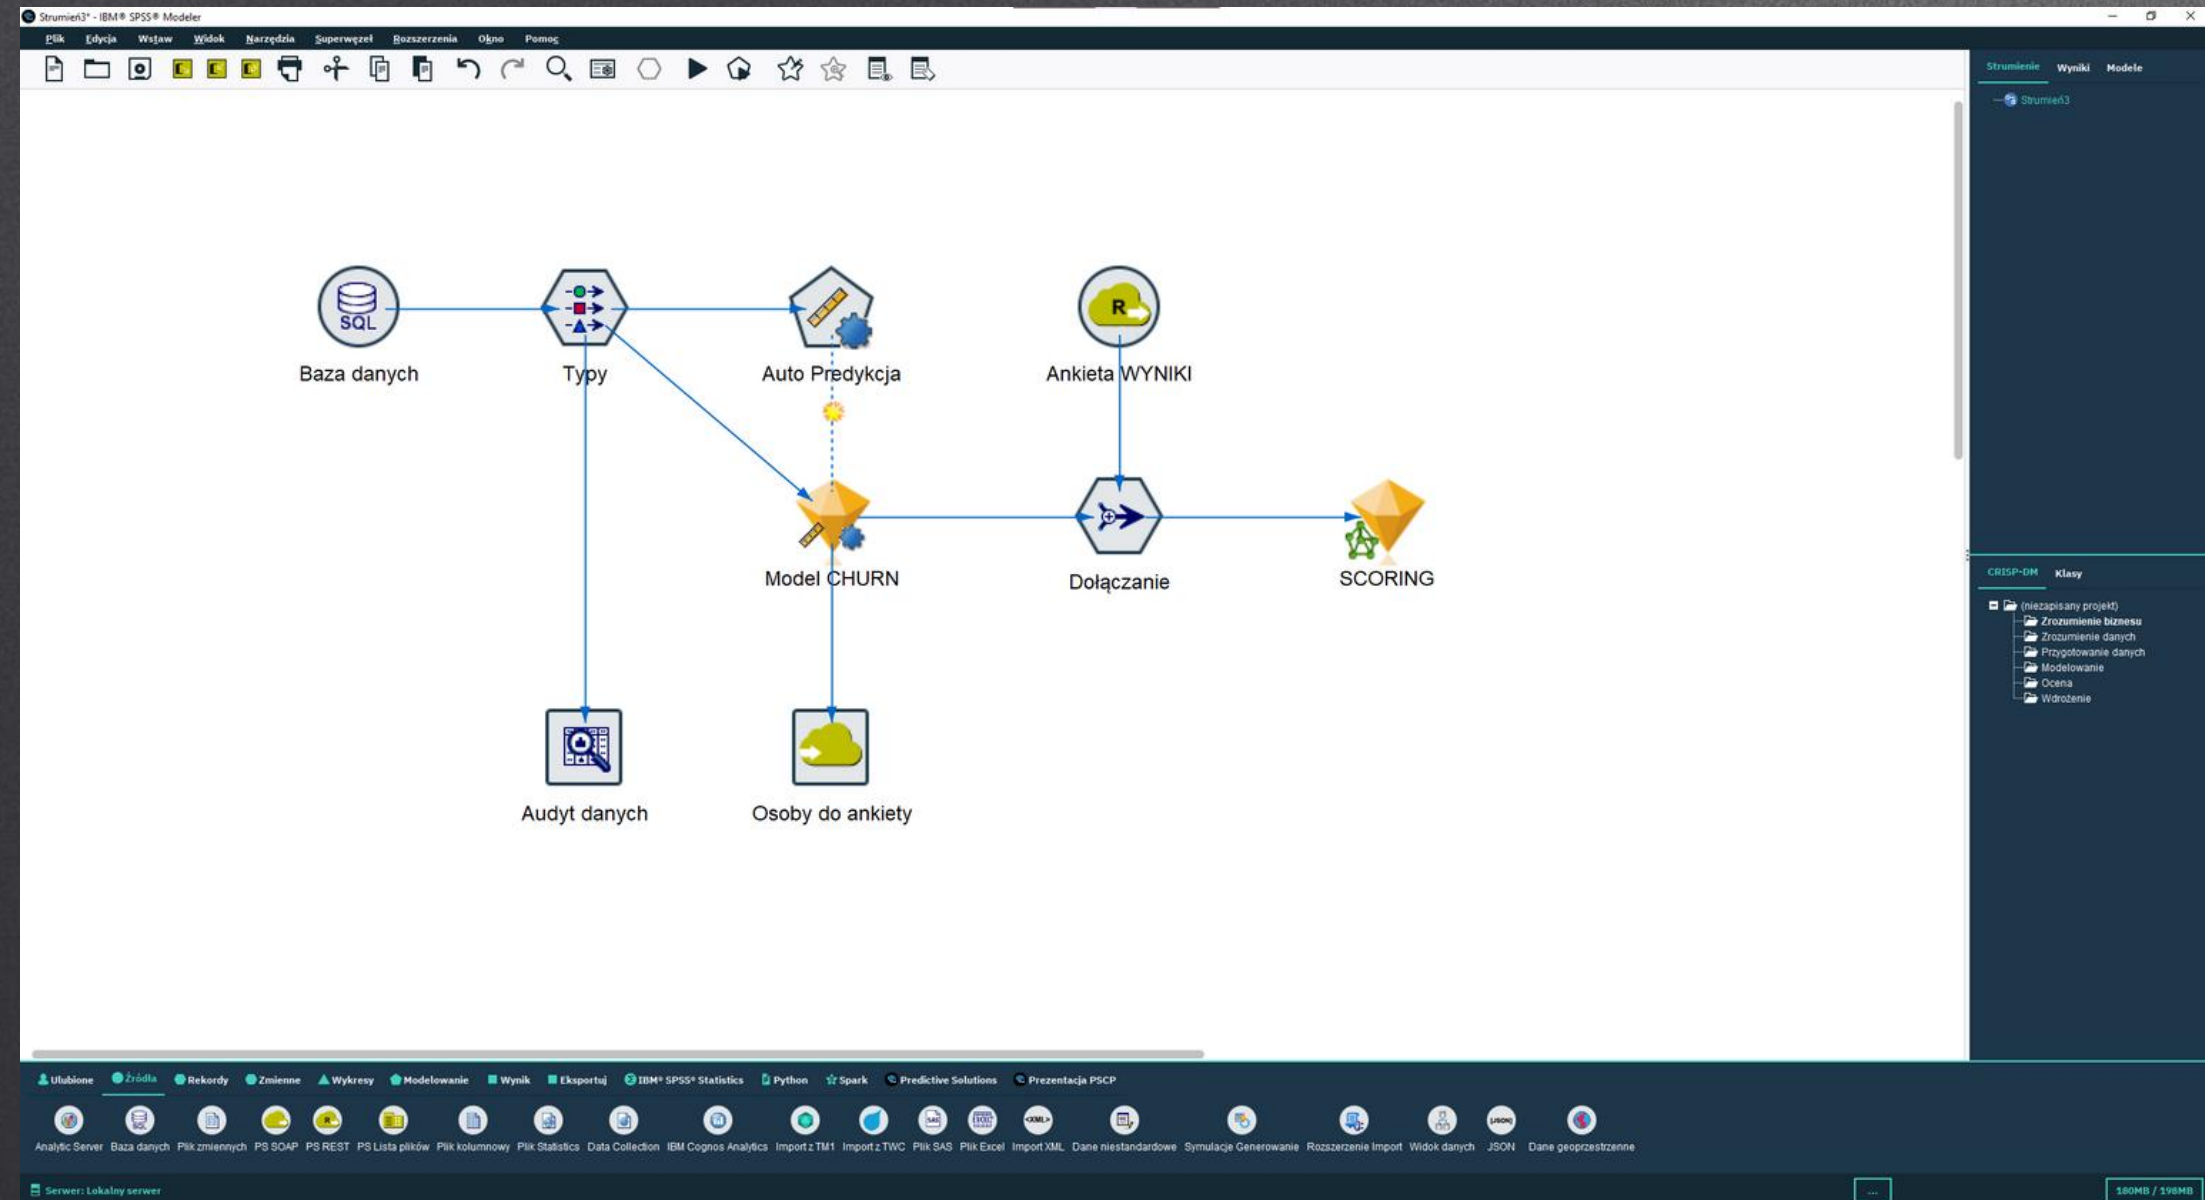 Strumień3* - IBM® SPSS® Modeler
Plik Edycja Wstaw Widok Narzędzia Superwęzeł Rozszerzenia Okno Pomoc
Strumienie Wyniki Modele
Strumień3
SQL
R
Baza danych Typy Auto Predykcja Ankieta WYNIKI
Model CHURN Dołączanie SCORING
Audyt danych Osoby do ankiety
CRISP-DM Klasy
(niezapisany projekt)
Zrozumienie biznesu
Zrozumienie danych
Przygotowanie danych
Modelowanie
Ocena
Wdrożenie
Ulubione Źródła Rekordy Zmienne Wykresy Modelowanie Wynik Eksportuj IBM® SPSS® Statistics Python Spark Predictive Solutions Prezentacja PSCP
Analytic Server Baza danych Plik zmiennych PS SOAP PS REST PS Lista plików Plik kolumnowy Plik Statistics Data Collection IBM Cognos Analytics Import z TM1 Import z TWC Plik SAS Plik Excel Import XML Dane niestandardowe Symulacje Generowanie Rozszerzenie Import Widok danych JSON Dane geoprzestrzenne
Serwer: Lokalny serwer ... 180MB / 198MB